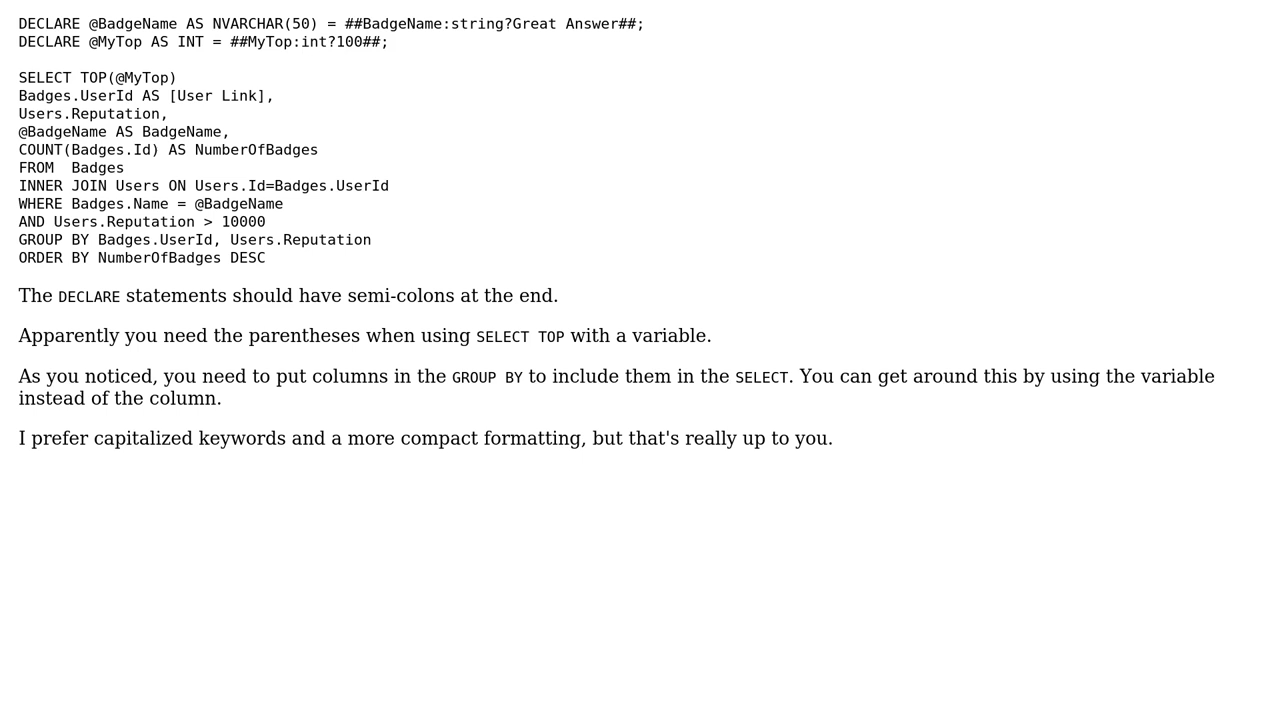 DECLARE @BadgeName AS NVARCHAR(50) = ##BadgeName:string?Great Answer##;
DECLARE @MyTop AS INT = ##MyTop:int?100##;

SELECT TOP(@MyTop)
Badges.UserId AS [User Link],
Users.Reputation,
@BadgeName AS BadgeName,
COUNT(Badges.Id) AS NumberOfBadges
FROM  Badges
INNER JOIN Users ON Users.Id=Badges.UserId
WHERE Badges.Name = @BadgeName
AND Users.Reputation > 10000
GROUP BY Badges.UserId, Users.Reputation
ORDER BY NumberOfBadges DESC
The DECLARE statements should have semi-colons at the end.
Apparently you need the parentheses when using SELECT TOP with a variable.
As you noticed, you need to put columns in the GROUP BY to include them in the SELECT. You can get around this by using the variable
instead of the column.
I prefer capitalized keywords and a more compact formatting, but that's really up to you.